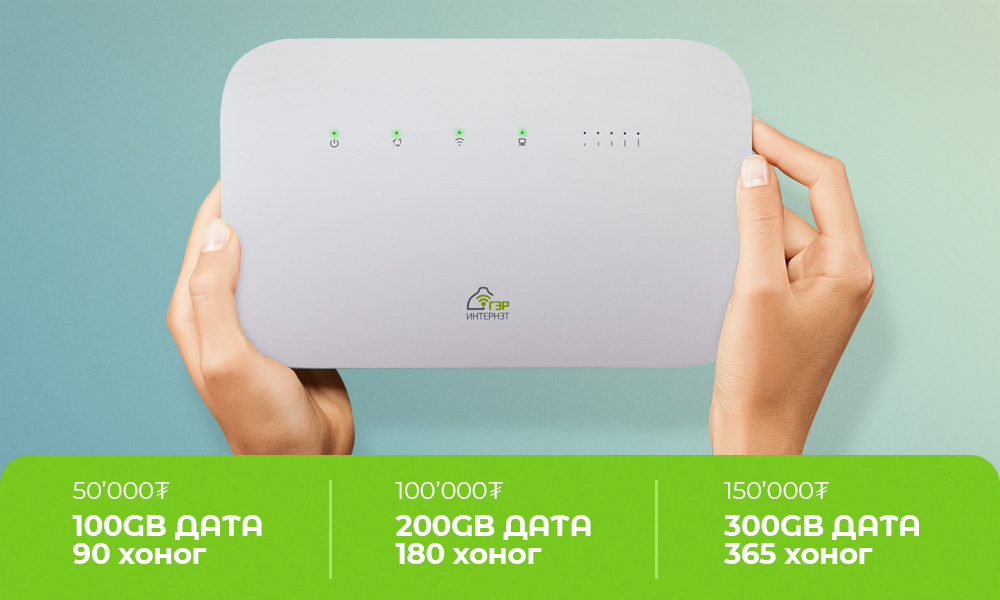 ГЭР
ИНТЕРНЭТ
50'000₮
100GB ДАТА
90 хоног
100'000₮
200GB ДАТА
180 хоног
150'000₮
300GB ДАТА
365 хоног